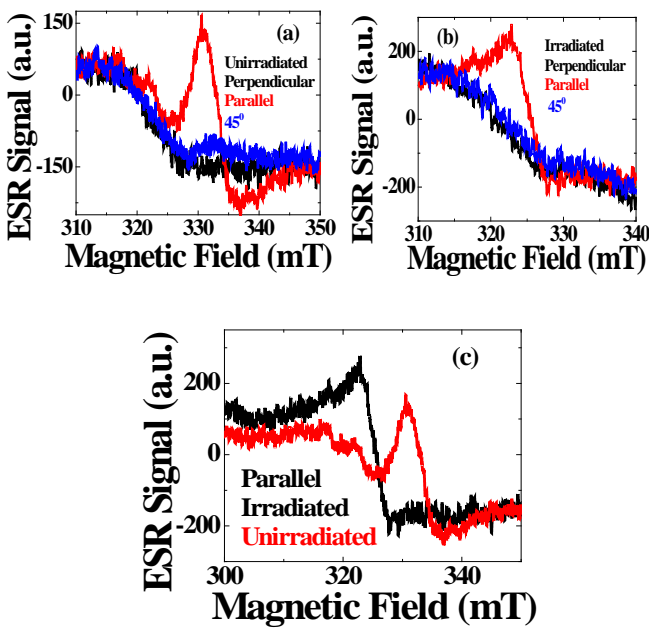 (a)
Unirradiated
Perpendicular
Parallel
45⁰
150
0
-150
310
320
330
340
350
ESR Signal (a.u.)
Magnetic Field (mT)
(b)
Irradiated
Perpendicular
Parallel
45⁰
200
0
-200
310
320
330
340
ESR Signal (a.u.)
Magnetic Field (mT)
(c)
200
0
-200
Parallel
Irradiated
Unirradiated
300
320
340
ESR Signal (a.u.)
Magnetic Field (mT)